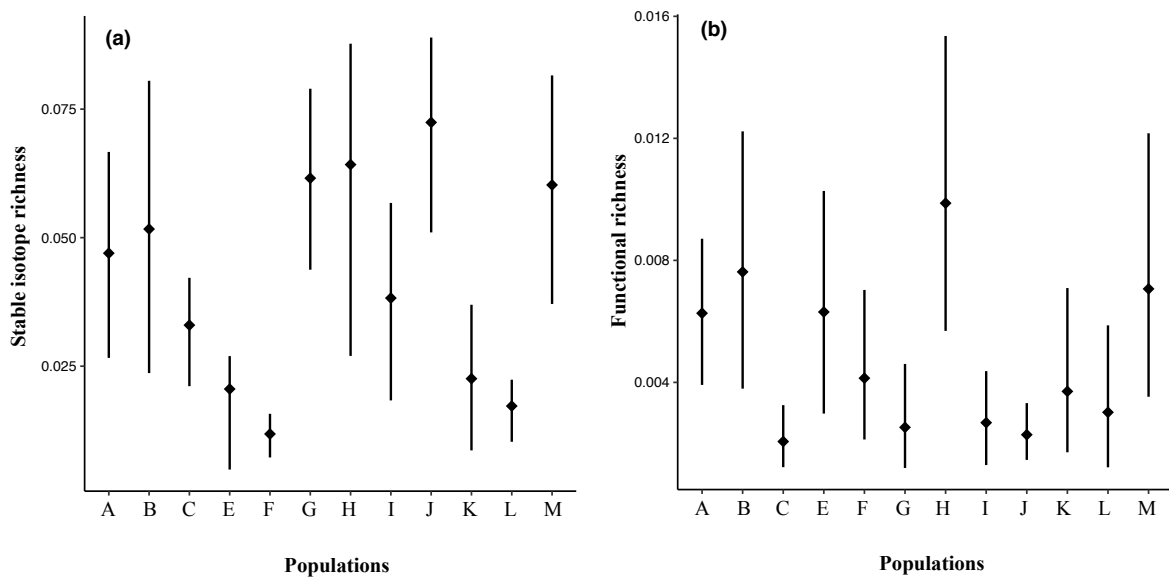 (a)
Stable isotope richness
0.075
0.050
0.025
A B C E F G H I J K L M
Populations
(b)
Functional richness
0.016
0.012
0.008
0.004
A B C E F G H I J K L M
Populations